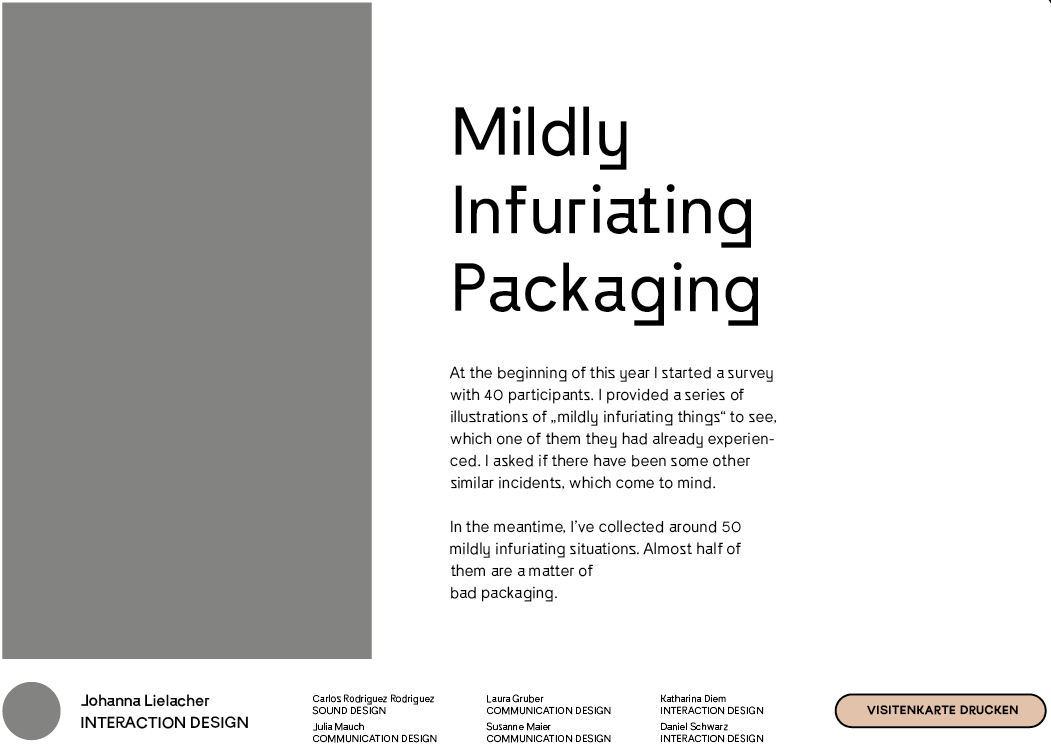 Mildly
Infuriating
Packaging
At the beginning of this year I started a survey
with 40 participants. I provided a series of
illustrations of „mildly infuriating things“ to see,
which one of them they had already experien-
ced. I asked if there have been some other
similar incidents, which come to mind.
In the meantime, I’ve collected around 50
mildly infuriating situations. Almost half of
them are a matter of
bad packaging.
Johanna Lielacher
INTERACTION DESIGN
Carlos Rodriguez Rodriguez
SOUND DESIGN
Julia Mauch
COMMUNICATION DESIGN
Laura Gruber
COMMUNICATION DESIGN
Susanne Maier
COMMUNICATION DESIGN
Katharina Diem
INTERACTION DESIGN
Daniel Schwarz
INTERACTION DESIGN
VISITENKARTE DRUCKEN